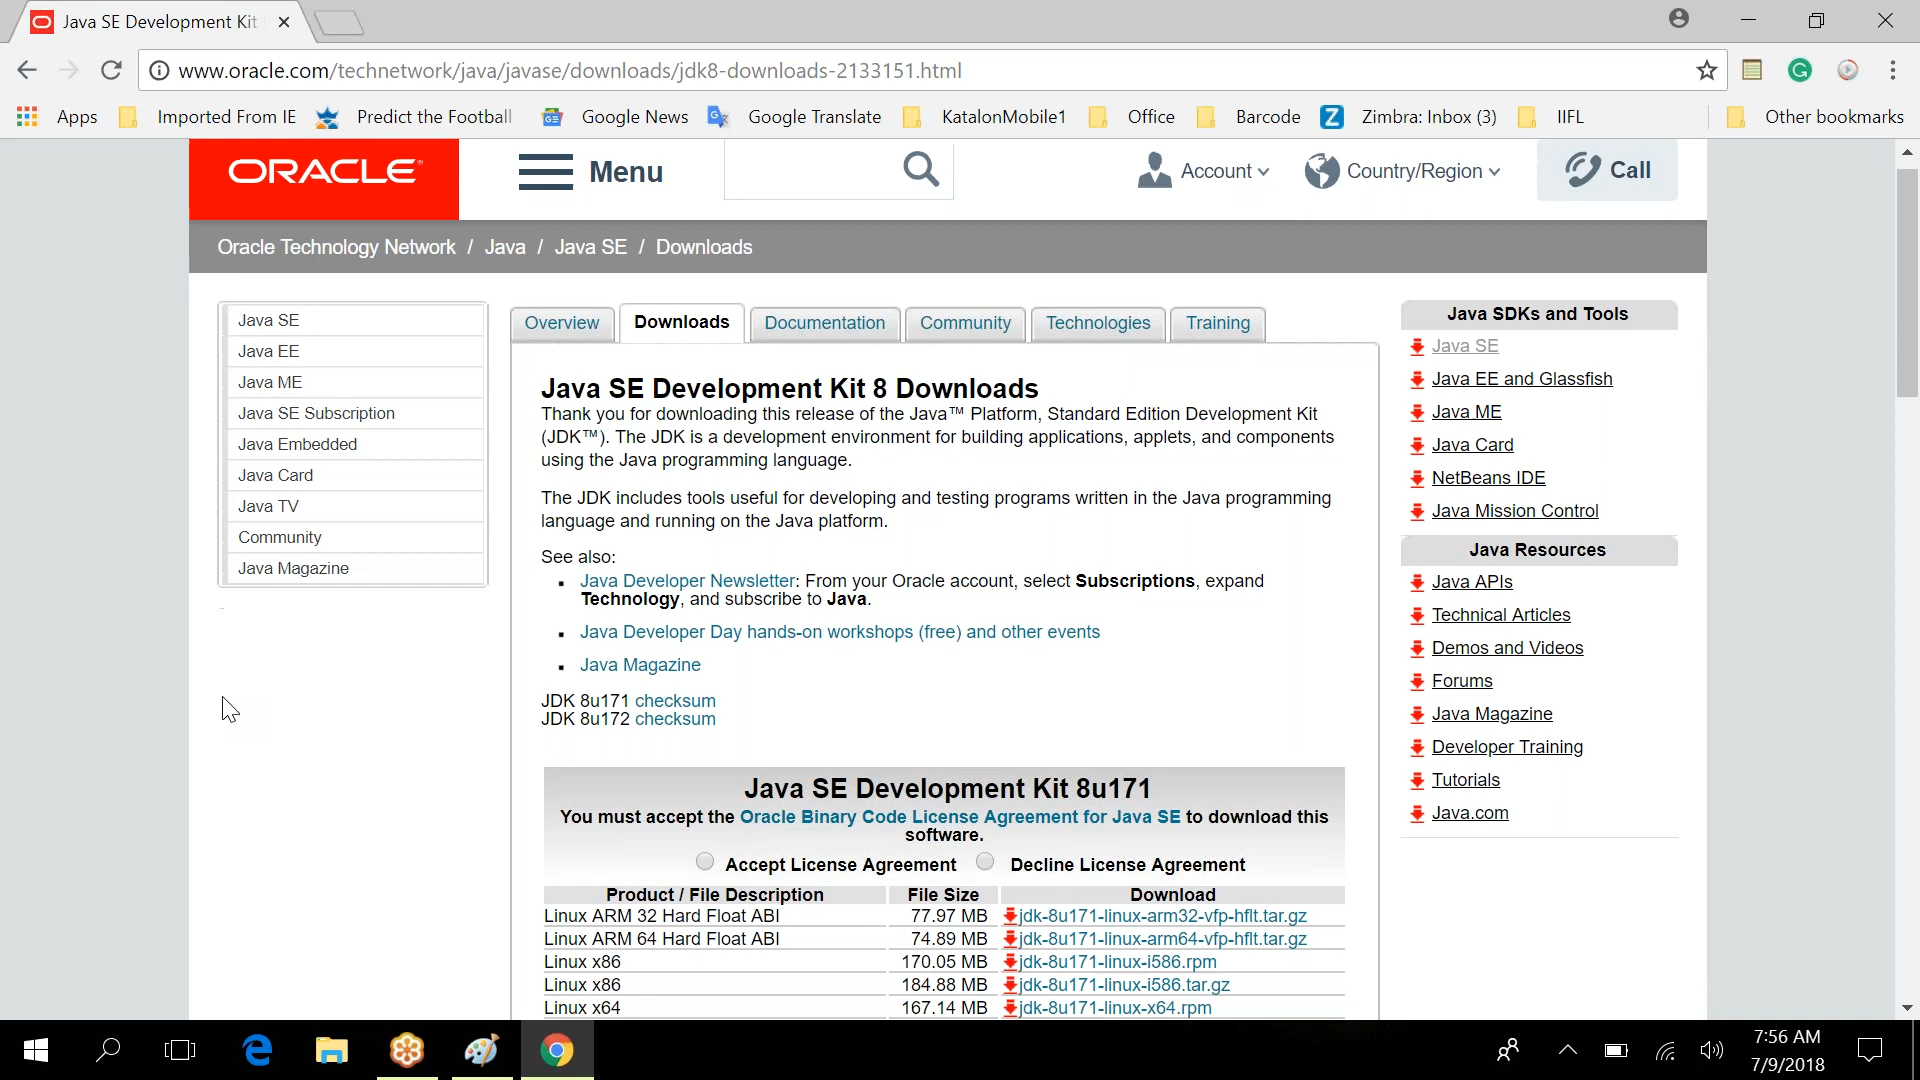 Java SE Development Kit
www.oracle.com/technetwork/java/javase/downloads/jdk8-downloads-2133151.html
Apps Imported From IE Predict the Football Google News Google Translate KatalonMobile1 Office Barcode Zimbra: Inbox (3) IIFL Other bookmarks
ORACLE Menu Account Country/Region Call
Oracle Technology Network / Java / Java SE / Downloads
Java SE
Java EE
Java ME
Java SE Subscription
Java Embedded
Java Card
Java TV
Community
Java Magazine
Overview Downloads Documentation Community Technologies Training
Java SE Development Kit 8 Downloads
Thank you for downloading this release of the Java™ Platform, Standard Edition Development Kit
(JDK™). The JDK is a development environment for building applications, applets, and components
using the Java programming language.
The JDK includes tools useful for developing and testing programs written in the Java programming
language and running on the Java platform.
See also:
Java Developer Newsletter: From your Oracle account, select Subscriptions, expand
Technology, and subscribe to Java.
Java Developer Day hands-on workshops (free) and other events
Java Magazine
JDK 8u171 checksum
JDK 8u172 checksum
Java SE Development Kit 8u171
You must accept the Oracle Binary Code License Agreement for Java SE to download this
software.
Accept License Agreement Decline License Agreement
Product / File Description File Size Download
Linux ARM 32 Hard Float ABI 77.97 MB jdk-8u171-linux-arm32-vfp-hflt.tar.gz
Linux ARM 64 Hard Float ABI 74.89 MB jdk-8u171-linux-arm64-vfp-hflt.tar.gz
Linux x86 170.05 MB jdk-8u171-linux-i586.rpm
Linux x86 184.88 MB jdk-8u171-linux-i586.tar.gz
Linux x64 167.14 MB jdk-8u171-linux-x64.rpm
Java SDKs and Tools
Java SE
Java EE and Glassfish
Java ME
Java Card
NetBeans IDE
Java Mission Control
Java Resources
Java APIs
Technical Articles
Demos and Videos
Forums
Java Magazine
Developer Training
Tutorials
Java.com
7:56 AM
7/9/2018